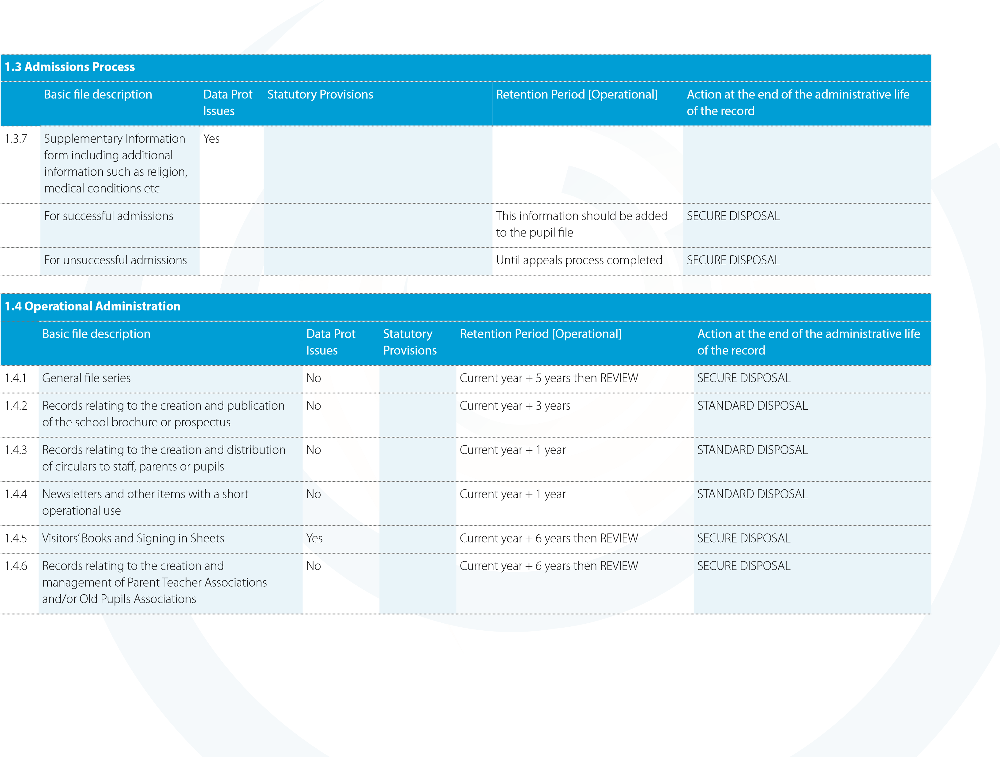 1.3 Admissions Process
Basic file description
Data Prot
Issues
Statutory Provisions
Retention Period [Operational]
Action at the end of the administrative life
of the record
1.3.7
Supplementary Information
form including additional
information such as religion,
medical conditions etc
Yes
For successful admissions
This information should be added
to the pupil file
SECURE DISPOSAL
For unsuccessful admissions
Until appeals process completed
SECURE DISPOSAL
1.4 Operational Administration
Basic file description
Data Prot
Issues
Statutory
Provisions
Retention Period [Operational]
Action at the end of the administrative life
of the record
1.4.1
General file series
No
Current year + 5 years then REVIEW
SECURE DISPOSAL
1.4.2
Records relating to the creation and publication
of the school brochure or prospectus
No
Current year + 3 years
STANDARD DISPOSAL
1.4.3
Records relating to the creation and distribution
of circulars to staff, parents or pupils
No
Current year + 1 year
STANDARD DISPOSAL
1.4.4
Newsletters and other items with a short
operational use
No
Current year + 1 year
STANDARD DISPOSAL
1.4.5
Visitors’ Books and Signing in Sheets
Yes
Current year + 6 years then REVIEW
SECURE DISPOSAL
1.4.6
Records relating to the creation and
management of Parent Teacher Associations
and/or Old Pupils Associations
No
Current year + 6 years then REVIEW
SECURE DISPOSAL